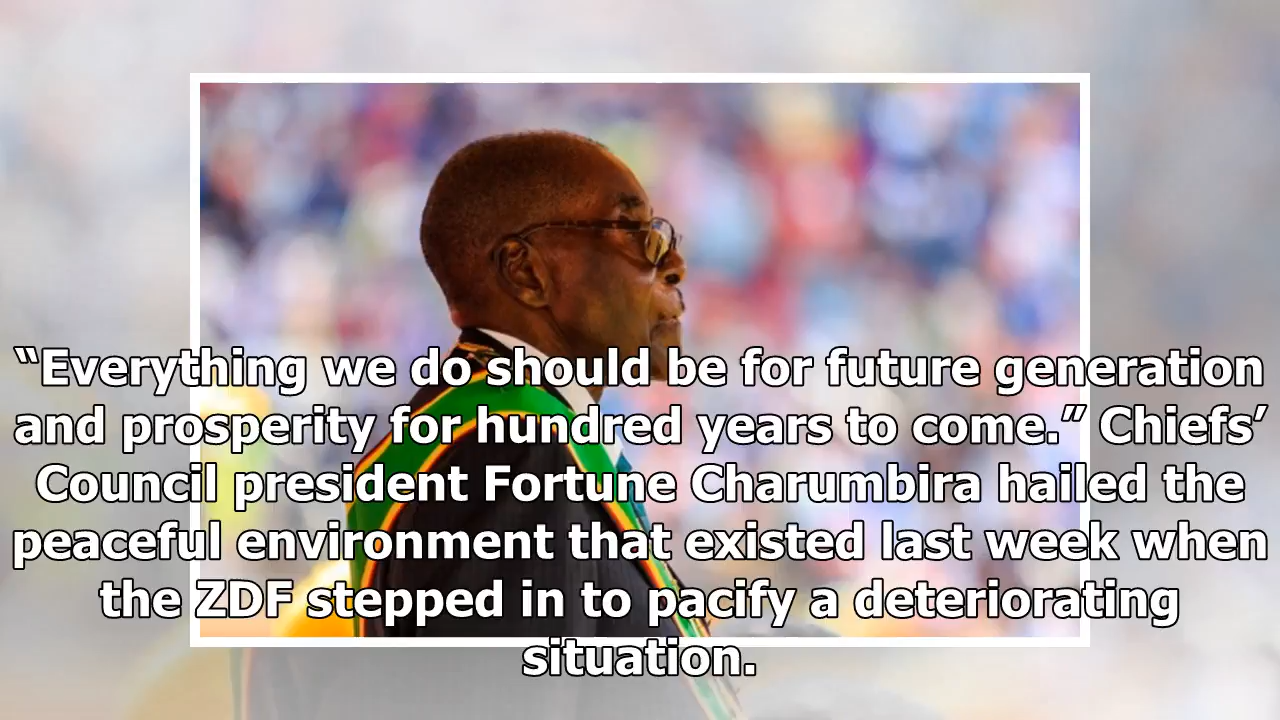 “Everything we do should be for future generation
and prosperity for hundred years to come.” Chiefs’
Council president Fortune Charumbira hailed the
peaceful environment that existed last week when
the ZDF stepped in to pacify a deteriorating
situation.